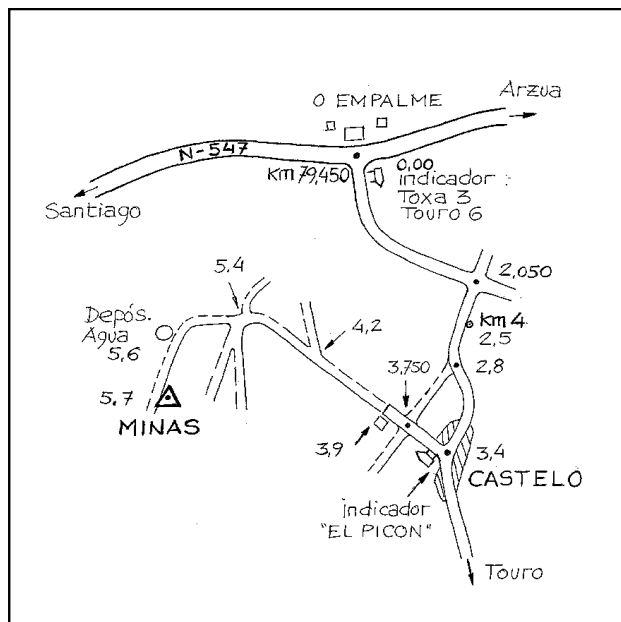 Arzua
O EMPALME
N-547
Km 79,450
0,00
indicador :
Toxa 3
Touro 6
Santiago
2,050
5.4
Depós.
Agua
5,6
4,2
Km 4
2,5
3,750
2,8
5.7
MINAS
3,9
3,4
CASTELO
indicador
"EL PICON"
Touro